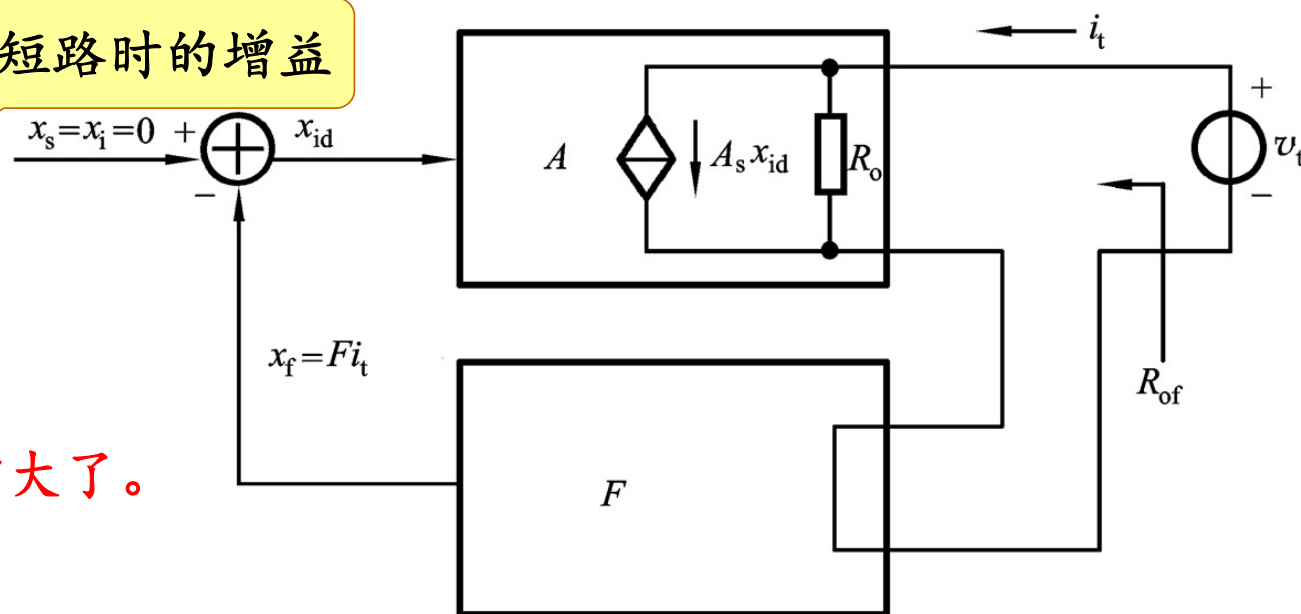 短路时的增益
i_t
x_s=x_i=0 + x_id
−
A A_s x_id R_o
+
v_t
−
x_f=Fi_t
R_of
大了。
F